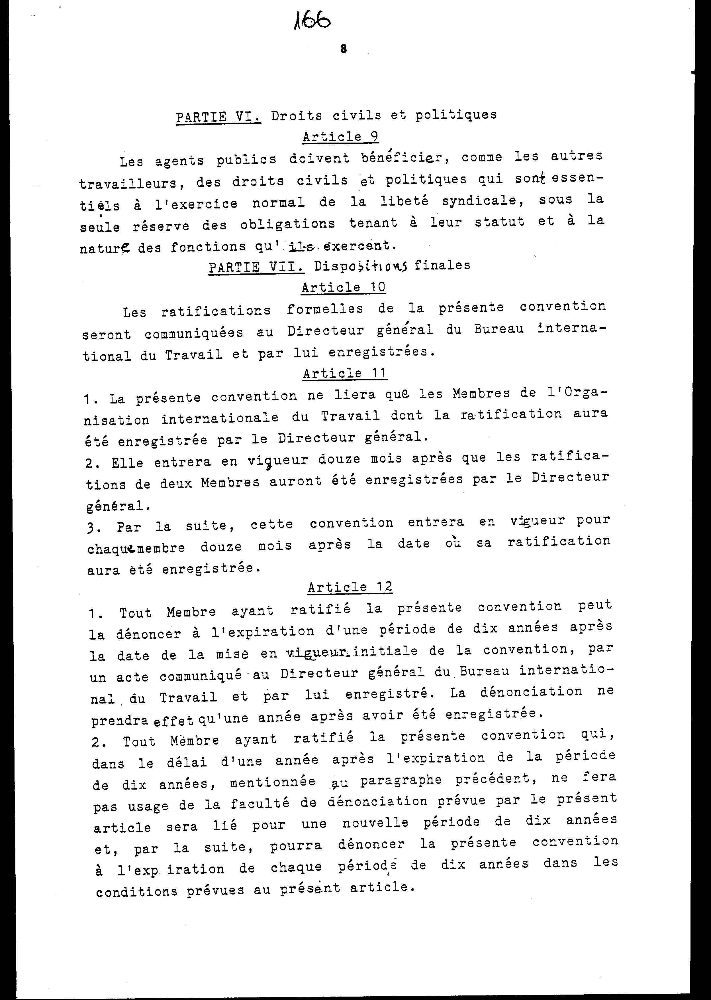 166
8
PARTIE VI. Droits civils et politiques
Article 9
Les agents publics doivent bénéficier, comme les autres
travailleurs, des droits civils et politiques qui sont essen-
tiels à l'exercice normal de la libeté syndicale, sous la
seule réserve des obligations tenant à leur statut et à la
nature des fonctions qu'ils exercent.
PARTIE VII. Dispositions finales
Article 10
Les ratifications formelles de la présente convention
seront communiquées au Directeur général du Bureau interna-
tional du Travail et par lui enregistrées.
Article 11
1. La présente convention ne liera que les Membres de l'Orga-
nisation internationale du Travail dont la ratification aura
été enregistrée par le Directeur général.
2. Elle entrera en vigueur douze mois après que les ratifica-
tions de deux Membres auront été enregistrées par le Directeur
général.
3. Par la suite, cette convention entrera en vigueur pour
chaque membre douze mois après la date où sa ratification
aura été enregistrée.
Article 12
1. Tout Membre ayant ratifié la présente convention peut
la dénoncer à l'expiration d'une période de dix années après
la date de la mise en vigueur initiale de la convention, par
un acte communiqué au Directeur général du Bureau internatio-
nal du Travail et par lui enregistré. La dénonciation ne
prendra effet qu'une année après avoir été enregistrée.
2. Tout Membre ayant ratifié la présente convention qui,
dans le délai d'une année après l'expiration de la période
de dix années, mentionnée au paragraphe précédent, ne fera
pas usage de la faculté de dénonciation prévue par le présent
article sera lié pour une nouvelle période de dix années
et, par la suite, pourra dénoncer la présente convention
à l'exp iration de chaque période de dix années dans les
conditions prévues au présent article.